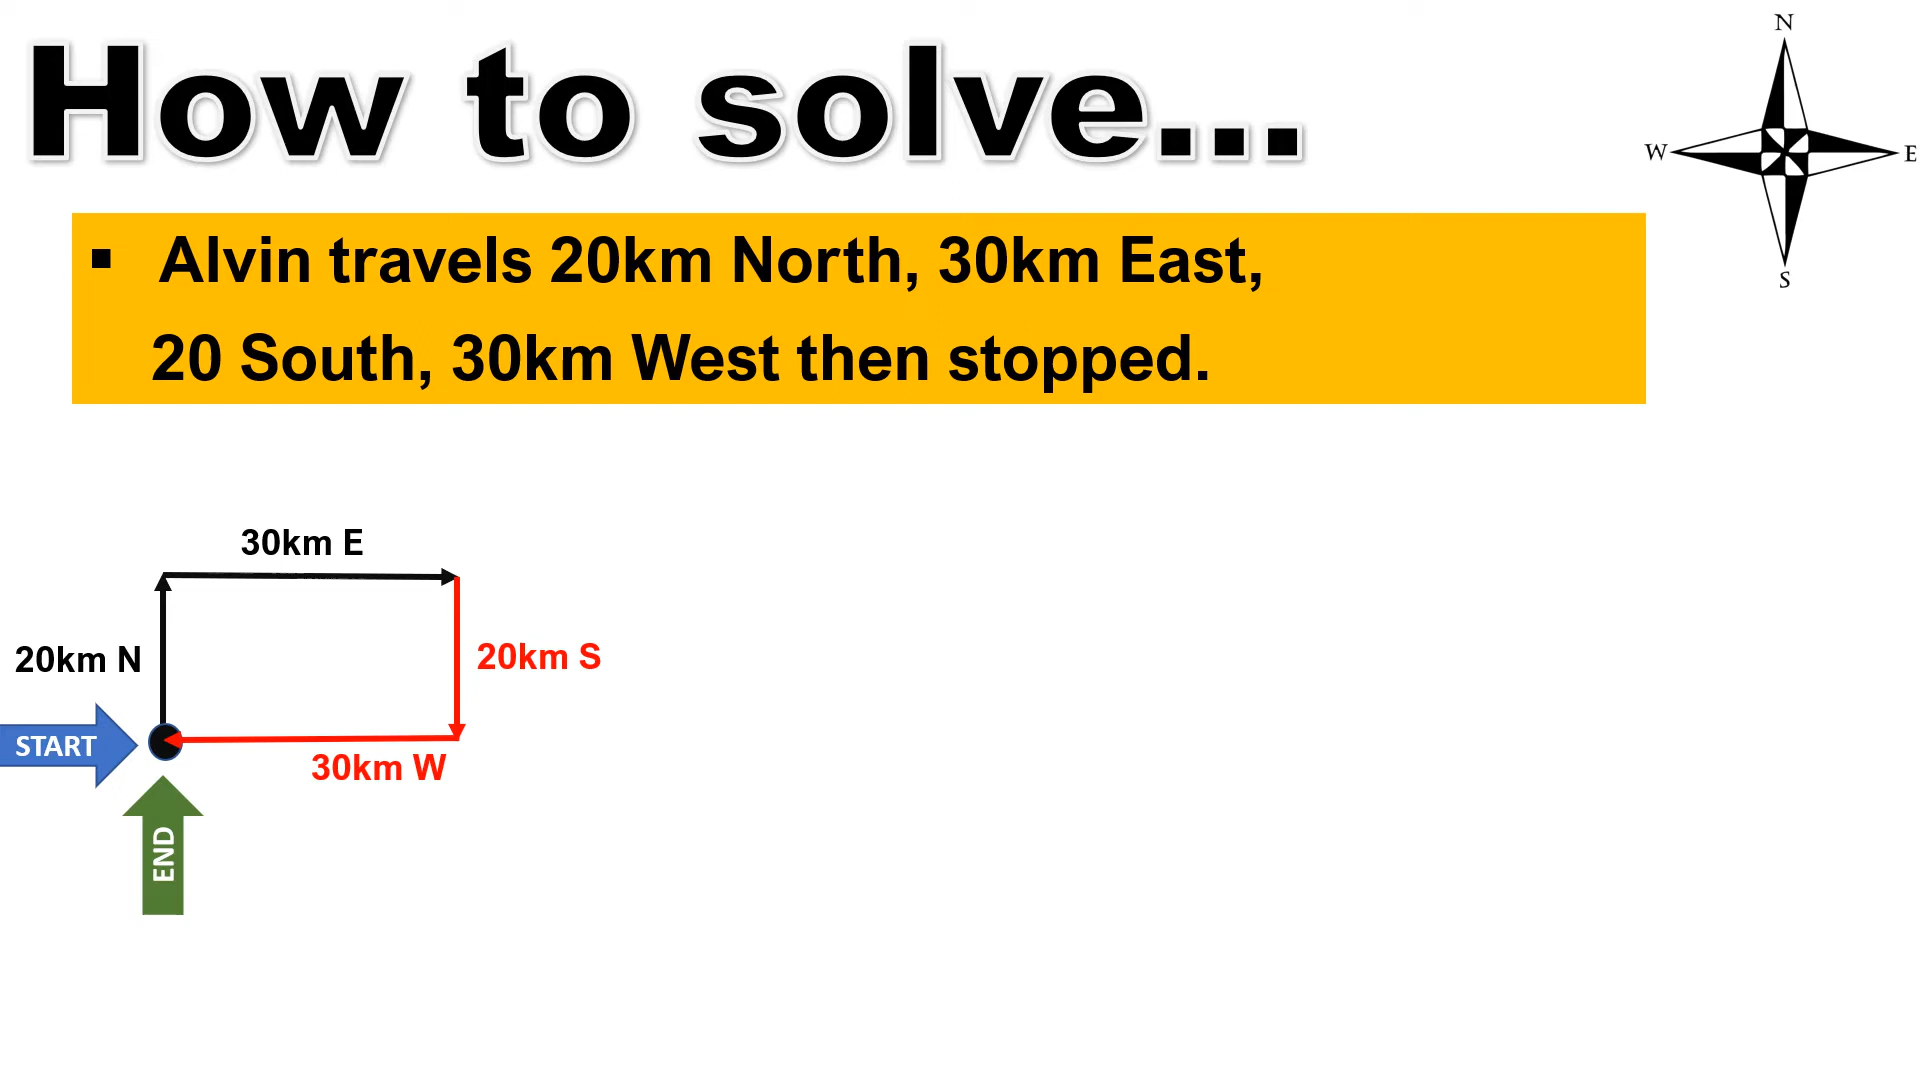 How to solve...
N
W
E
S
▪ Alvin travels 20km North, 30km East,
20 South, 30km West then stopped.
30km E
20km N
20km S
START
30km W
END